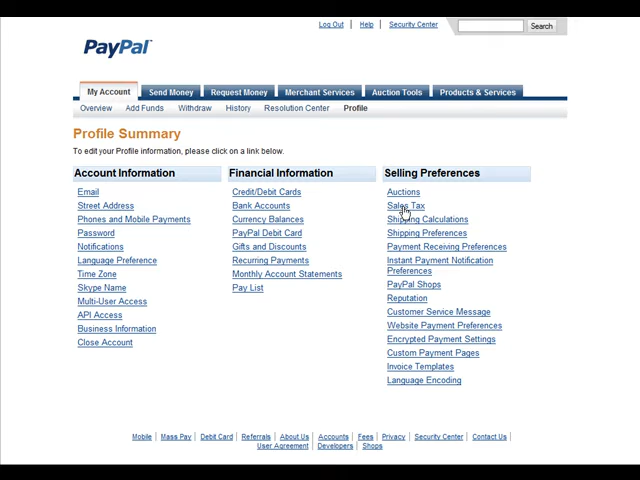 Log Out | Help | Security Center Search
PayPal
My Account Send Money Request Money Merchant Services Auction Tools Products & Services
Overview Add Funds Withdraw History Resolution Center Profile
Profile Summary
To edit your Profile information, please click on a link below.
Account Information
Email
Street Address
Phones and Mobile Payments
Password
Notifications
Language Preference
Time Zone
Skype Name
Multi-User Access
API Access
Business Information
Close Account
Financial Information
Credit/Debit Cards
Bank Accounts
Currency Balances
PayPal Debit Card
Gifts and Discounts
Recurring Payments
Monthly Account Statements
Pay List
Selling Preferences
Auctions
Sales Tax
Shipping Calculations
Shipping Preferences
Payment Receiving Preferences
Instant Payment Notification
Preferences
PayPal Shops
Reputation
Customer Service Message
Website Payment Preferences
Encrypted Payment Settings
Custom Payment Pages
Invoice Templates
Language Encoding
Mobile | Mass Pay | Debit Card | Referrals | About Us | Accounts | Fees | Privacy | Security Center | Contact Us |
User Agreement | Developers | Shops